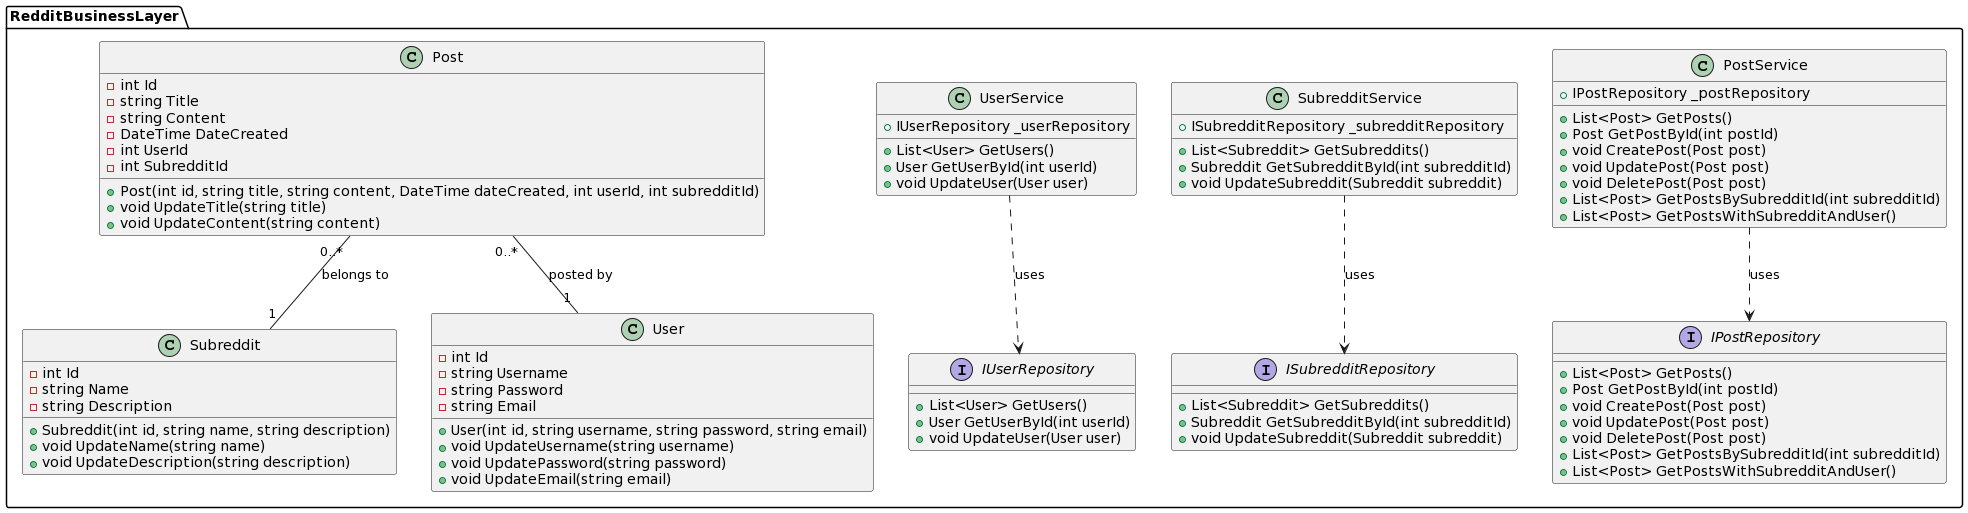 RedditBusinessLayer
C Post
int Id
string Title
string Content
DateTime DateCreated
int UserId
int SubredditId
Post(int id, string title, string content, DateTime dateCreated, int userId, int subredditId)
void UpdateTitle(string title)
void UpdateContent(string content)
C UserService
IUserRepository _userRepository
List<User> GetUsers()
User GetUserById(int userId)
void UpdateUser(User user)
C SubredditService
ISubredditRepository _subredditRepository
List<Subreddit> GetSubreddits()
Subreddit GetSubredditById(int subredditId)
void UpdateSubreddit(Subreddit subreddit)
C PostService
IPostRepository _postRepository
List<Post> GetPosts()
Post GetPostById(int postId)
void CreatePost(Post post)
void UpdatePost(Post post)
void DeletePost(Post post)
List<Post> GetPostsBySubredditId(int subredditId)
List<Post> GetPostsWithSubredditAndUser()
0..*
belongs to
1
0..*
posted by
1
uses
uses
uses
C Subreddit
int Id
string Name
string Description
Subreddit(int id, string name, string description)
void UpdateName(string name)
void UpdateDescription(string description)
C User
int Id
string Username
string Password
string Email
User(int id, string username, string password, string email)
void UpdateUsername(string username)
void UpdatePassword(string password)
void UpdateEmail(string email)
I IUserRepository
List<User> GetUsers()
User GetUserById(int userId)
void UpdateUser(User user)
I ISubredditRepository
List<Subreddit> GetSubreddits()
Subreddit GetSubredditById(int subredditId)
void UpdateSubreddit(Subreddit subreddit)
I IPostRepository
List<Post> GetPosts()
Post GetPostById(int postId)
void CreatePost(Post post)
void UpdatePost(Post post)
void DeletePost(Post post)
List<Post> GetPostsBySubredditId(int subredditId)
List<Post> GetPostsWithSubredditAndUser()